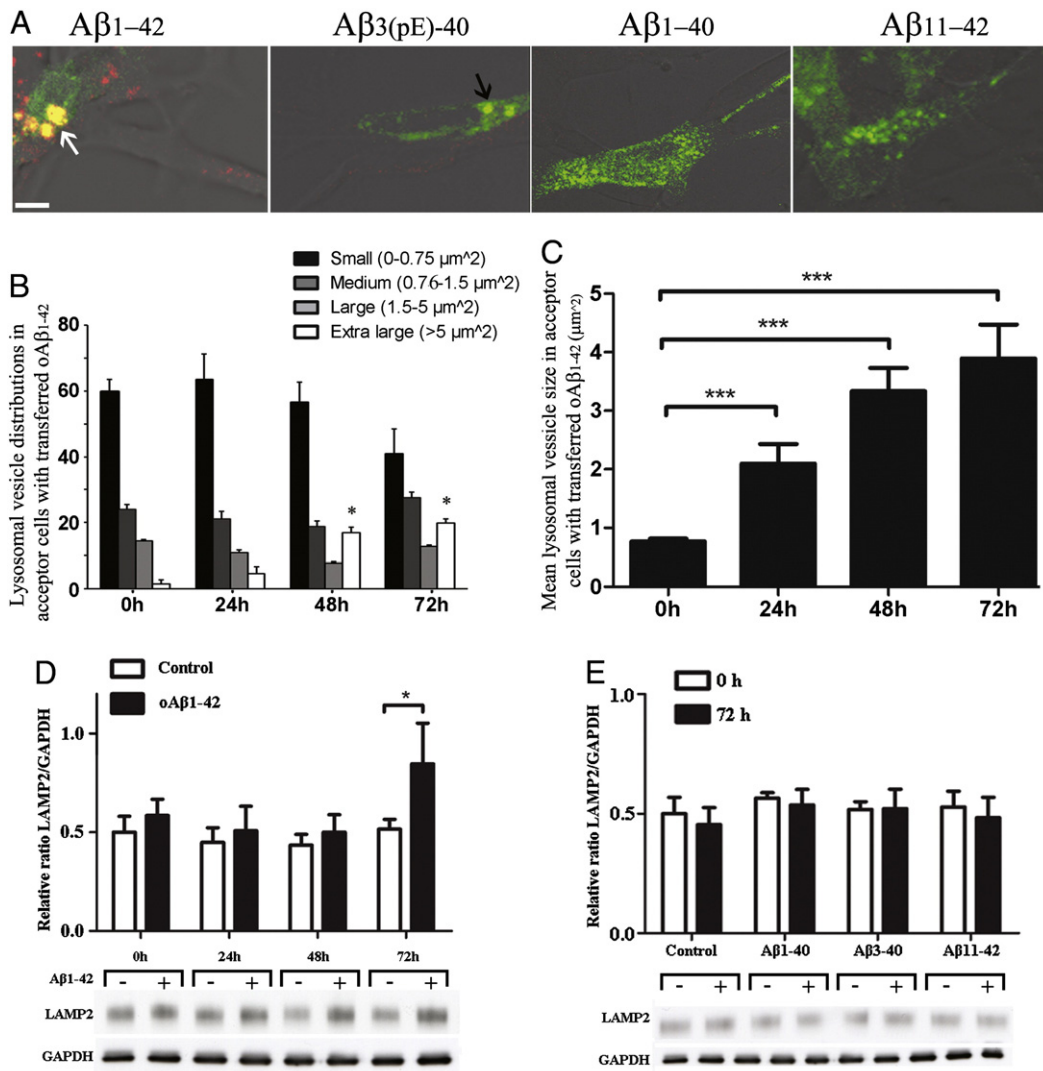 A
Aβ1–42
Aβ3(pE)-40
Aβ1–40
Aβ11–42
B
Small (0-0.75 µm^2)
Medium (0.76-1.5 µm^2)
Large (1.5-5 µm^2)
Extra large (>5 µm^2)
Lysosomal vesicle distributions in
acceptor cells with transferred oAβ1-42
80
60
40
20
0
* *
0h 24h 48h 72h
C
Mean lysosomal vessicle size in acceptor
cells with transferred oAβ1-42 (µm^2)
5
4
3
2
1
0
***
***
***
0h 24h 48h 72h
D
Control
oAβ1-42
Relative ratio LAMP2/GAPDH
1.0
0.5
0.0
*
0h 24h 48h 72h
Aβ1-42 - + - + - + - +
LAMP2
GAPDH
E
0 h
72 h
Relative ratio LAMP2/GAPDH
1.0
0.5
0.0
Control Aβ1-40 Aβ3-40 Aβ11-42
- + - + - + - +
LAMP2
GAPDH